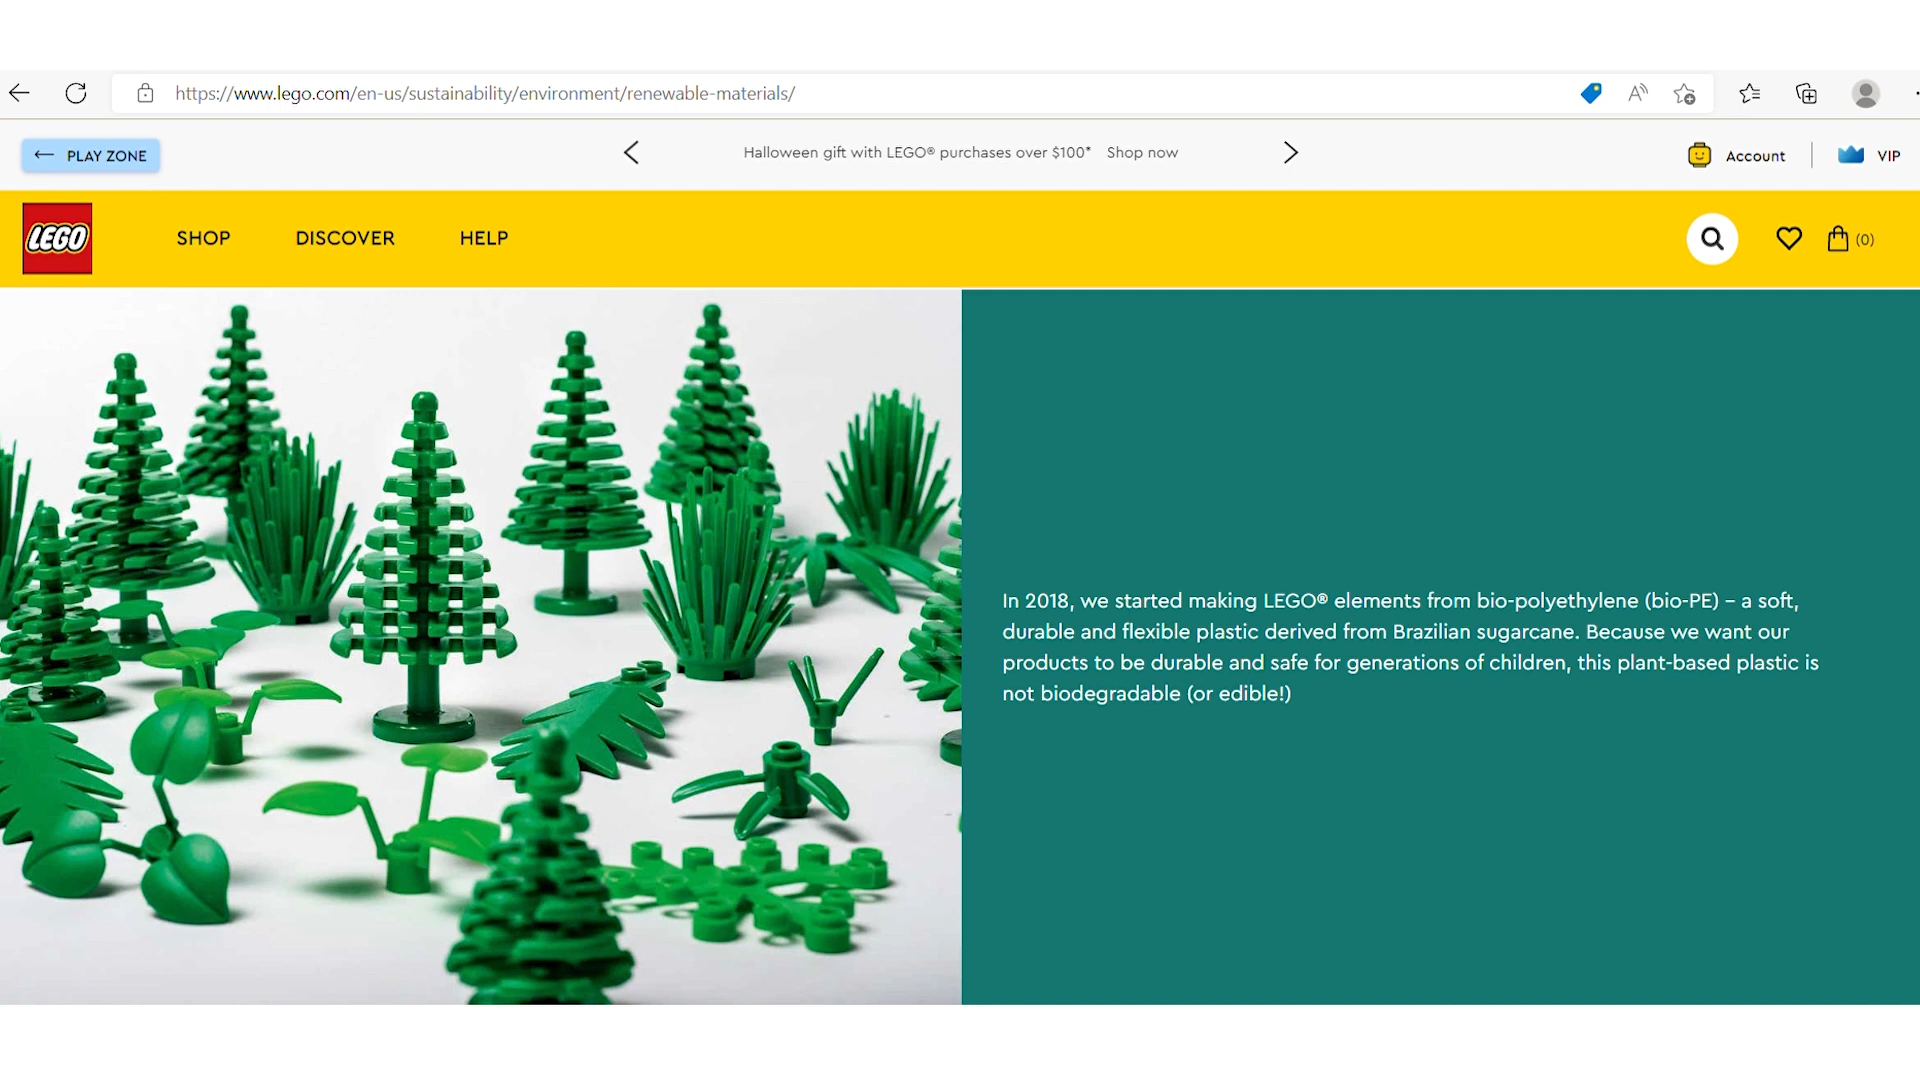 https://www.lego.com/en-us/sustainability/environment/renewable-materials/
PLAY ZONE
Halloween gift with LEGO® purchases over $100* Shop now
Account
VIP
LEGO
SHOP
DISCOVER
HELP
(0)
In 2018, we started making LEGO® elements from bio-polyethylene (bio-PE) – a soft,
durable and flexible plastic derived from Brazilian sugarcane. Because we want our
products to be durable and safe for generations of children, this plant-based plastic is
not biodegradable (or edible!)